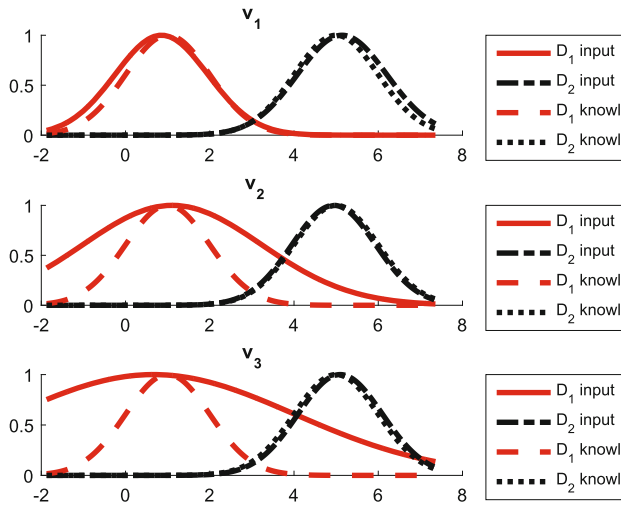 v1
1
0.5
0
-2 0 2 4 6 8
D1 input
D2 input
D1 knowl
D2 knowl
v2
1
0.5
0
-2 0 2 4 6 8
D1 input
D2 input
D1 knowl
D2 knowl
v3
1
0.5
0
-2 0 2 4 6 8
D1 input
D2 input
D1 knowl
D2 knowl